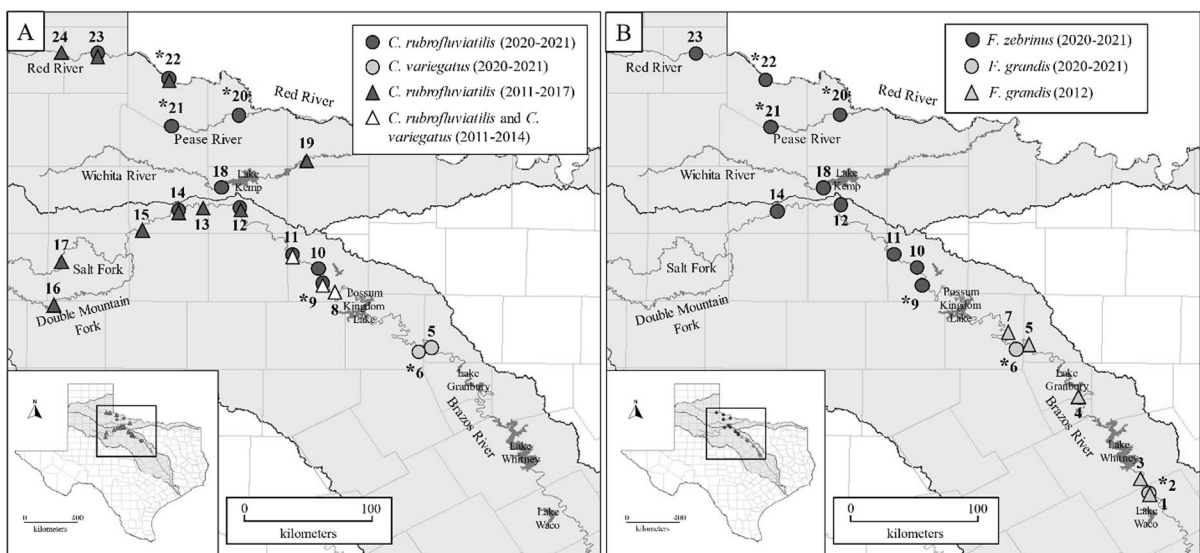 A
C. rubrofluviatilis (2020-2021)
C. variegatus (2020-2021)
C. rubrofluviatilis (2011-2017)
C. rubrofluviatilis and C.
variegatus (2011-2014)
24
23
Red River
*22
*21
*20
Red River
Pease River
19
Wichita River
18
Lake
Kemp
14
15
13
12
17
Salt Fork
16
Double Mountain
Fork
11
10
*9
8
Possum
Kingdom
Lake
5
*6
Lake
Granbury
Brazos River
Lake
Whitney
Lake
Waco
N
0 400
kilometers
0 100
kilometers
B
F. zebrinus (2020-2021)
F. grandis (2020-2021)
F. grandis (2012)
23
Red River
*22
*21
*20
Red River
Pease River
Wichita River
18
Lake
Kemp
14
12
Salt Fork
Double Mountain
Fork
11
10
*9
Possum
Kingdom
Lake
7
5
*6
Lake
Granbury
4
Brazos River
Lake
Whitney
3
*2
1
Lake
Waco
N
0 400
kilometers
0 100
kilometers